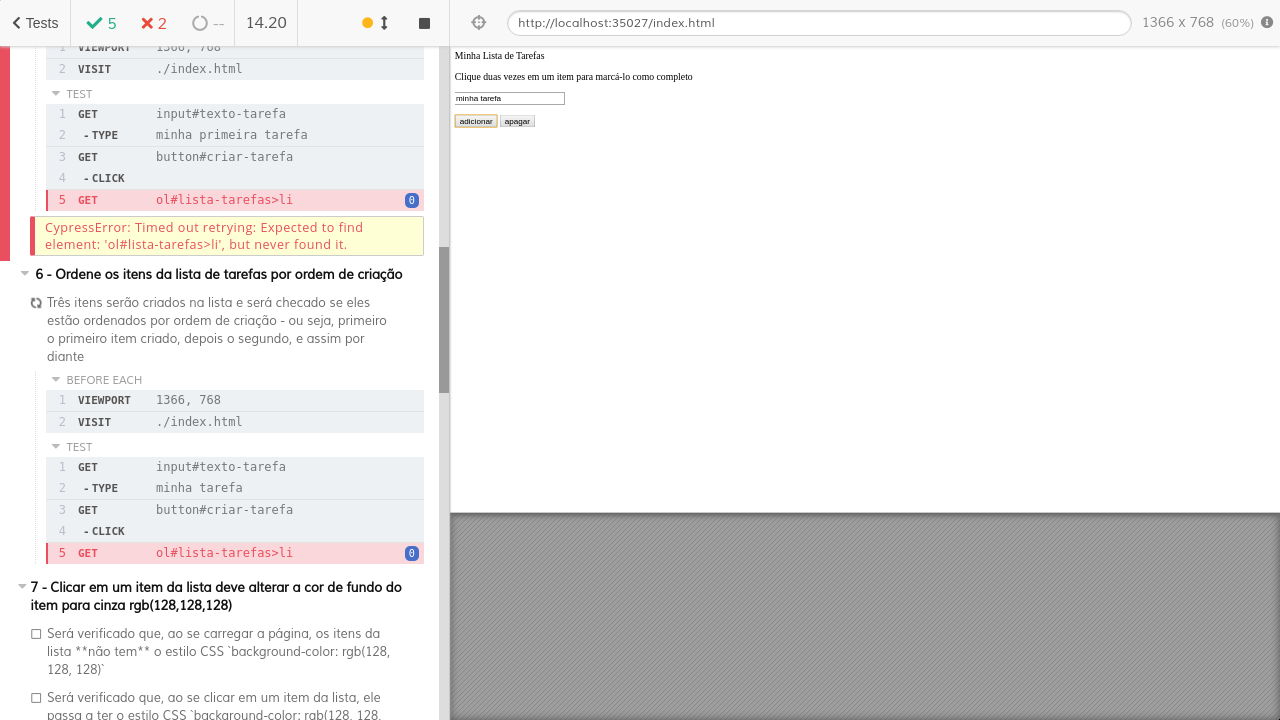 Tests
5
2
--
14.20
http://localhost:35027/index.html
1366 x 768 (60%)
1 VIEWPORT 1366, 768
2 VISIT ./index.html
TEST
1 GET input#texto-tarefa
2 -TYPE minha primeira tarefa
3 GET button#criar-tarefa
4 -CLICK
5 GET ol#lista-tarefas>li 0
CypressError: Timed out retrying: Expected to find
element: 'ol#lista-tarefas>li', but never found it.
6 - Ordene os itens da lista de tarefas por ordem de criação
Três itens serão criados na lista e será checado se eles
estão ordenados por ordem de criação - ou seja, primeiro
o primeiro item criado, depois o segundo, e assim por
diante
BEFORE EACH
1 VIEWPORT 1366, 768
2 VISIT ./index.html
TEST
1 GET input#texto-tarefa
2 -TYPE minha tarefa
3 GET button#criar-tarefa
4 -CLICK
5 GET ol#lista-tarefas>li 0
7 - Clicar em um item da lista deve alterar a cor de fundo do
item para cinza rgb(128,128,128)
Será verificado que, ao se carregar a página, os itens da
lista **não tem** o estilo CSS `background-color: rgb(128,
128, 128)`
Será verificado que, ao se clicar em um item da lista, ele
passa a ter o estilo CSS `background-color: rgb(128, 128,
Minha Lista de Tarefas
Clique duas vezes em um item para marcá-lo como completo
minha tarefa
adicionar apagar